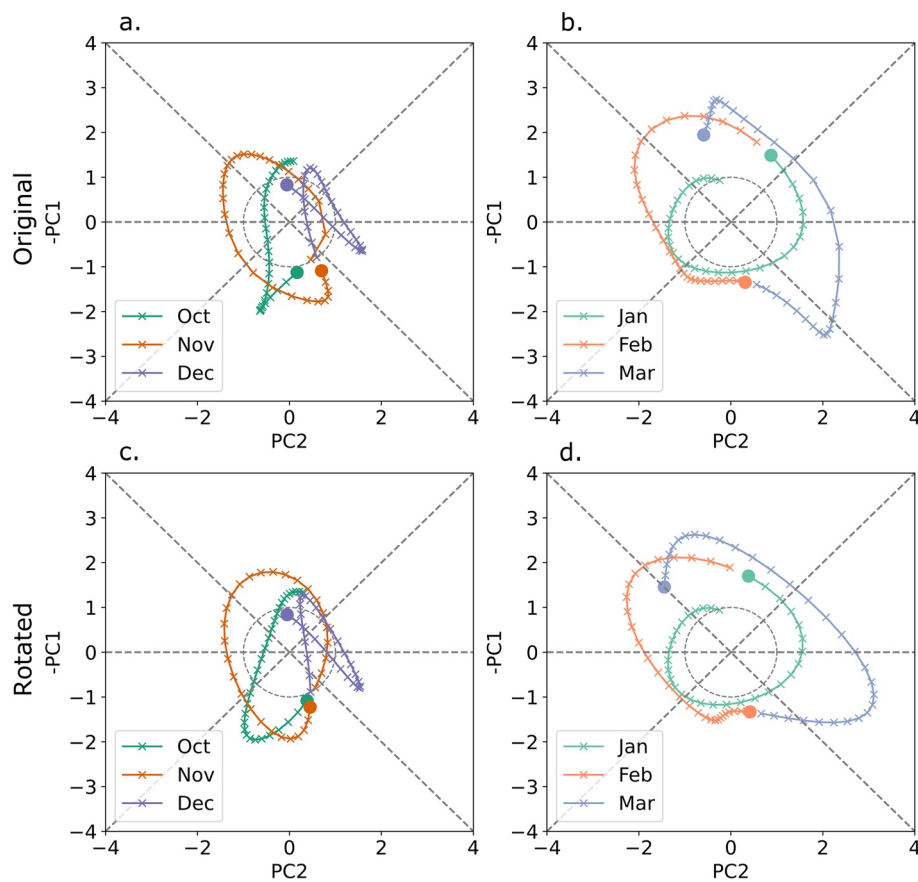 a.
b.
4
3
2
1
0
−1
−2
−3
−4
-PC1
Original
Oct
Nov
Dec
−4
−2
0
2
4
PC2
4
3
2
1
0
−1
−2
−3
−4
-PC1
Jan
Feb
Mar
−4
−2
0
2
4
PC2
c.
d.
4
3
2
1
0
−1
−2
−3
−4
-PC1
Rotated
Oct
Nov
Dec
−4
−2
0
2
4
PC2
4
3
2
1
0
−1
−2
−3
−4
-PC1
Jan
Feb
Mar
−4
−2
0
2
4
PC2